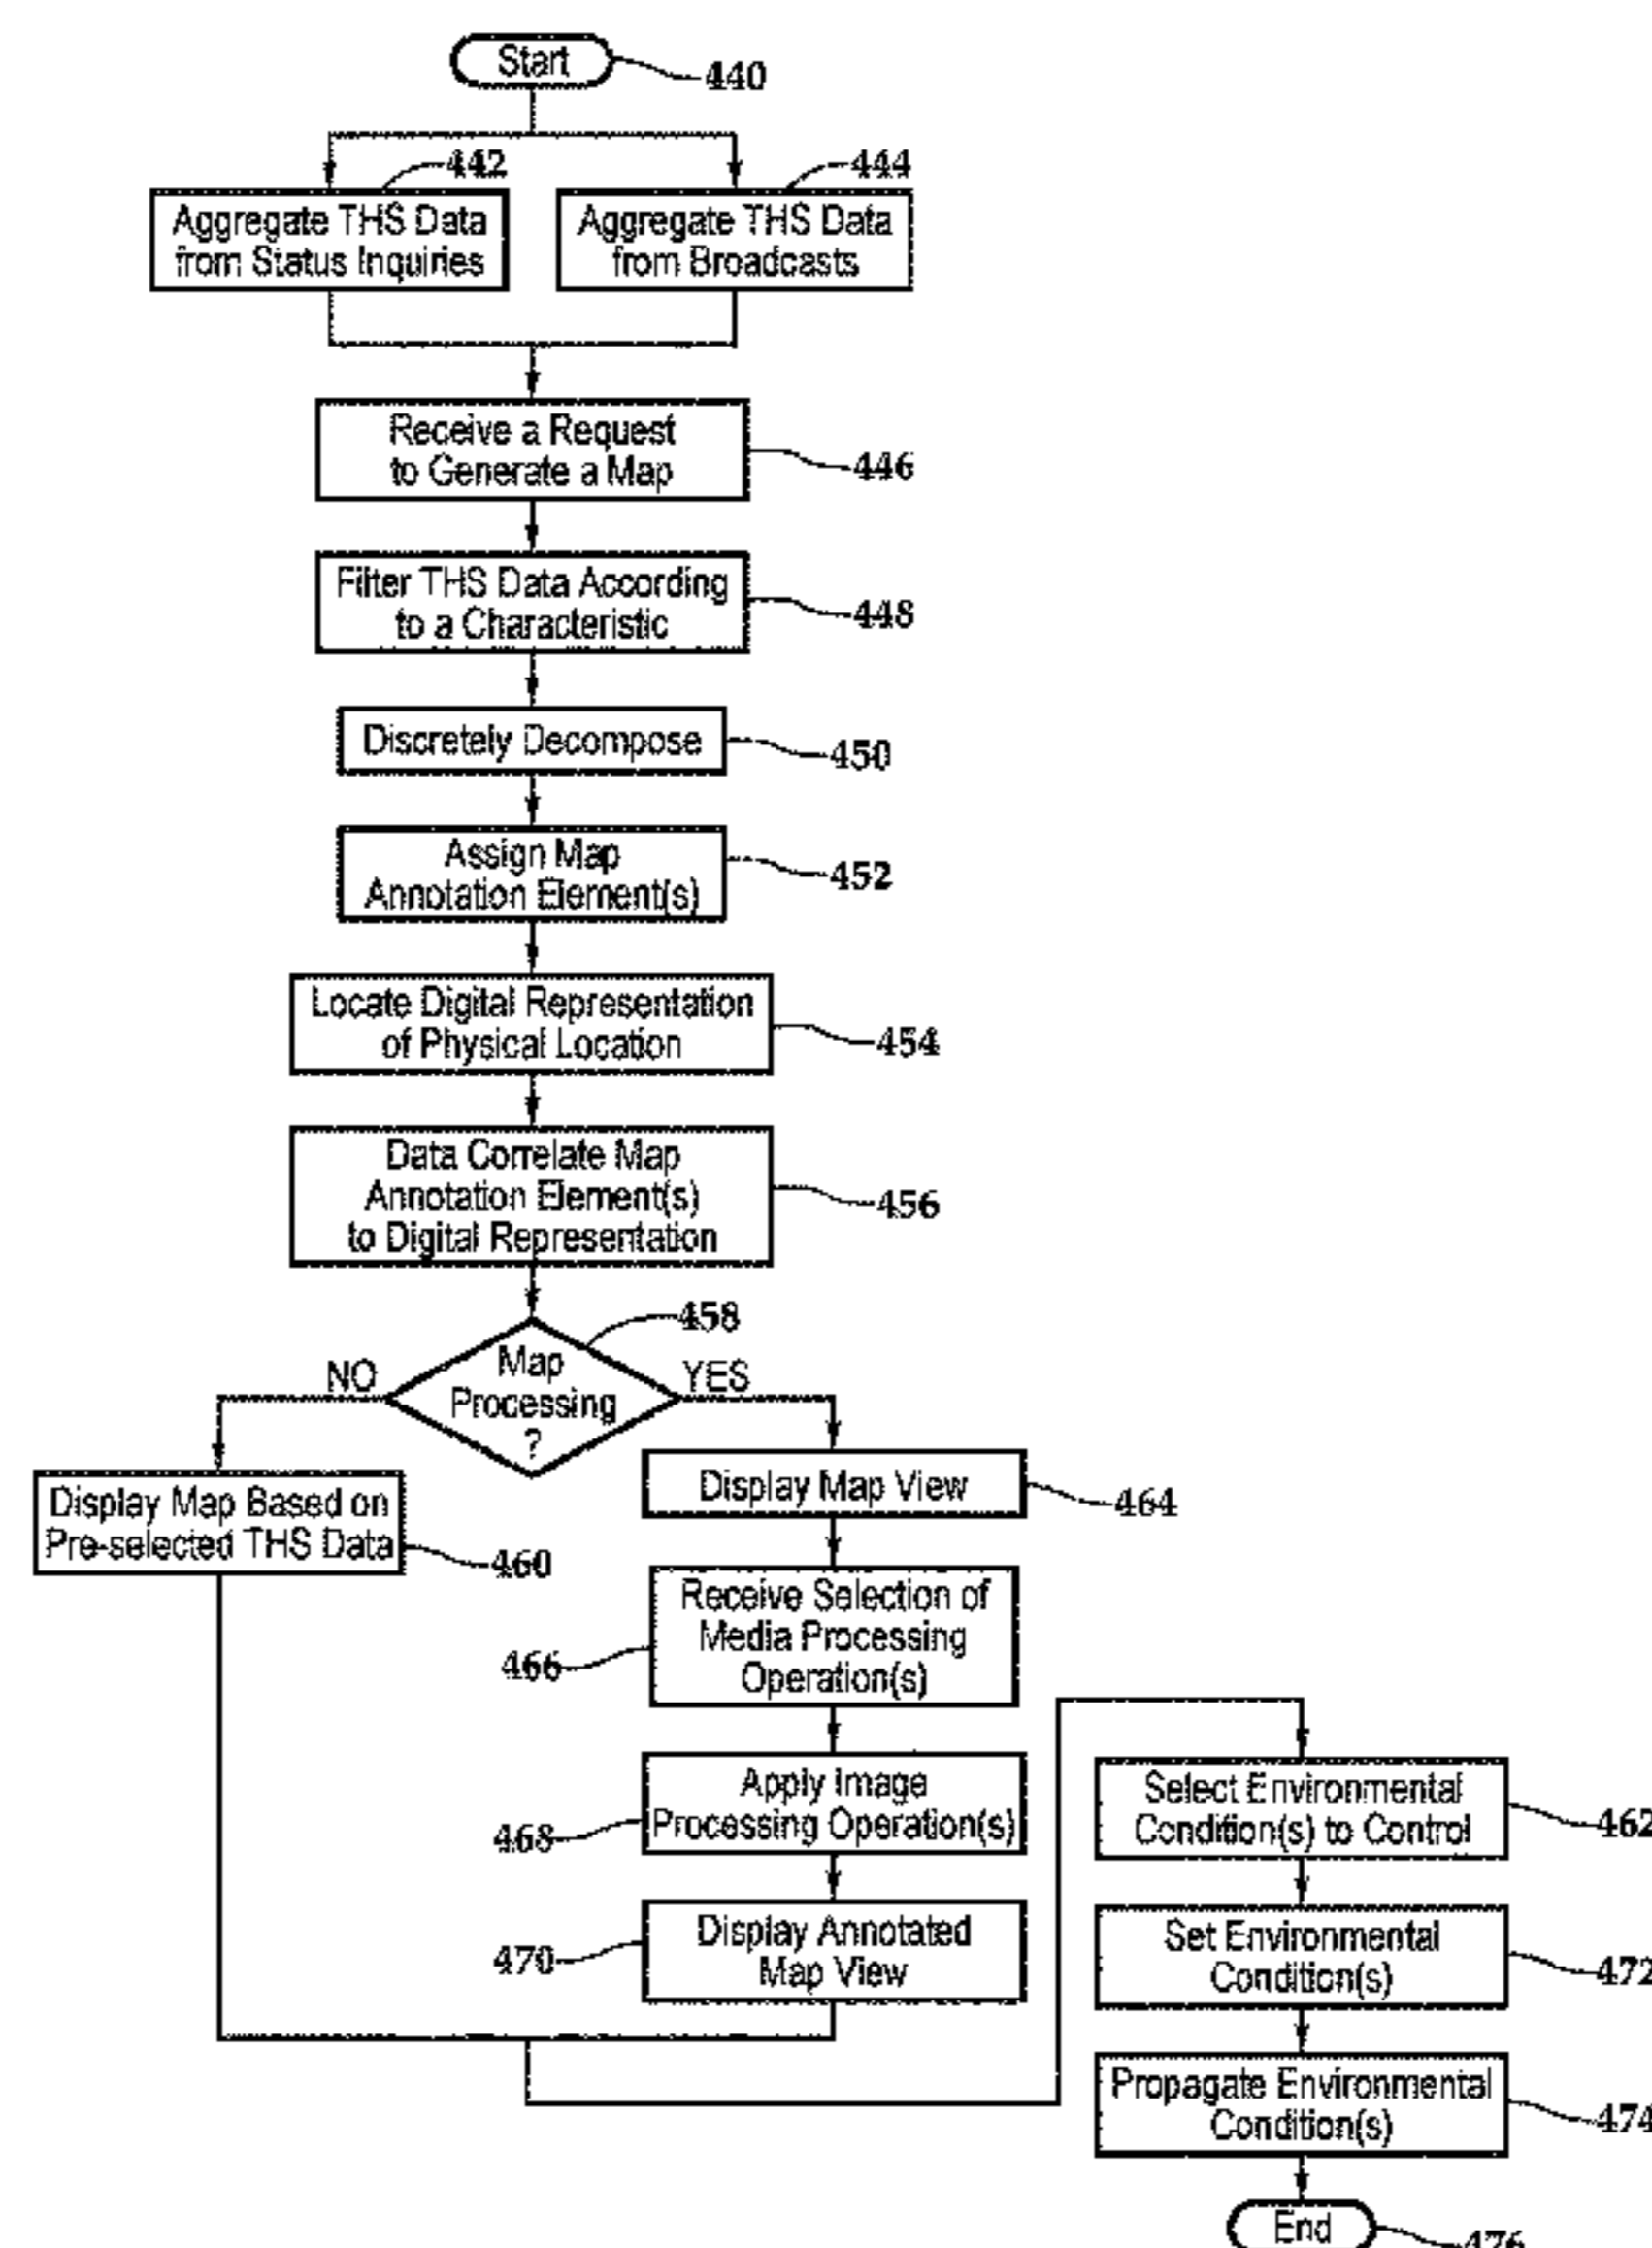 Start
440
442
444
Aggregate THS Data
from Status Inquiries
Aggregate THS Data
from Broadcasts
Receive a Request
to Generate a Map
446
Filter THS Data According
to a Characteristic
448
Discretely Decompose
450
Assign Map
Annotation Element(s)
452
Locate Digital Representation
of Physical Location
454
Data Correlate Map
Annotation Element(s)
to Digital Representation
456
458
NO
Map
Processing
?
YES
Display Map Based on
Pre-selected THS Data
460
Display Map View
464
Receive Selection of
Media Processing
Operation(s)
466
Apply Image
Processing Operation(s)
468
Display Annotated
Map View
470
Select Environmental
Condition(s) to Control
462
Set Environmental
Condition(s)
472
Propagate Environmental
Condition(s)
474
End
476